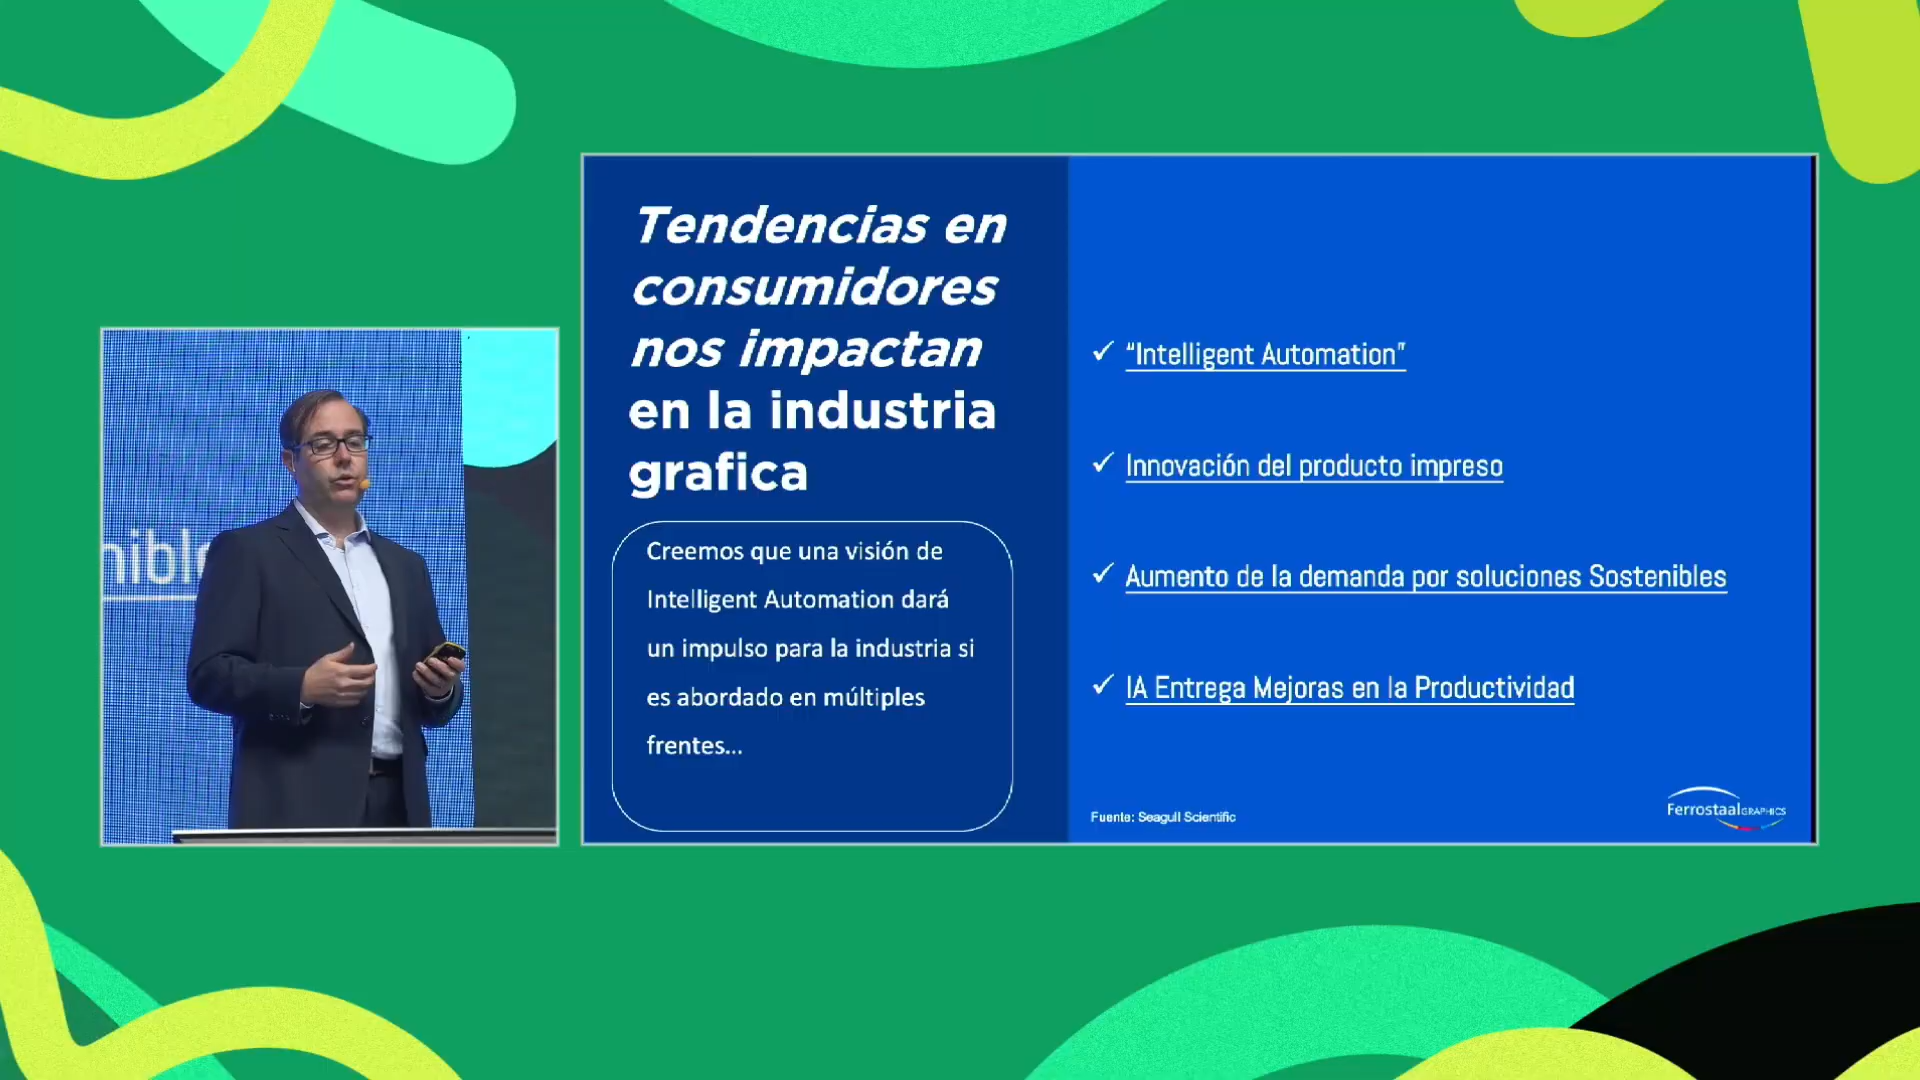 Tendencias en
consumidores
nos impactan
en la industria
grafica
Creemos que una visión de
Intelligent Automation dará
un impulso para la industria si
es abordado en múltiples
frentes...
✓ “Intelligent Automation”
✓ Innovación del producto impreso
✓ Aumento de la demanda por soluciones Sostenibles
✓ IA Entrega Mejoras en la Productividad
Fuente: Seagull Scientific
Ferrostaal GRAPHICS